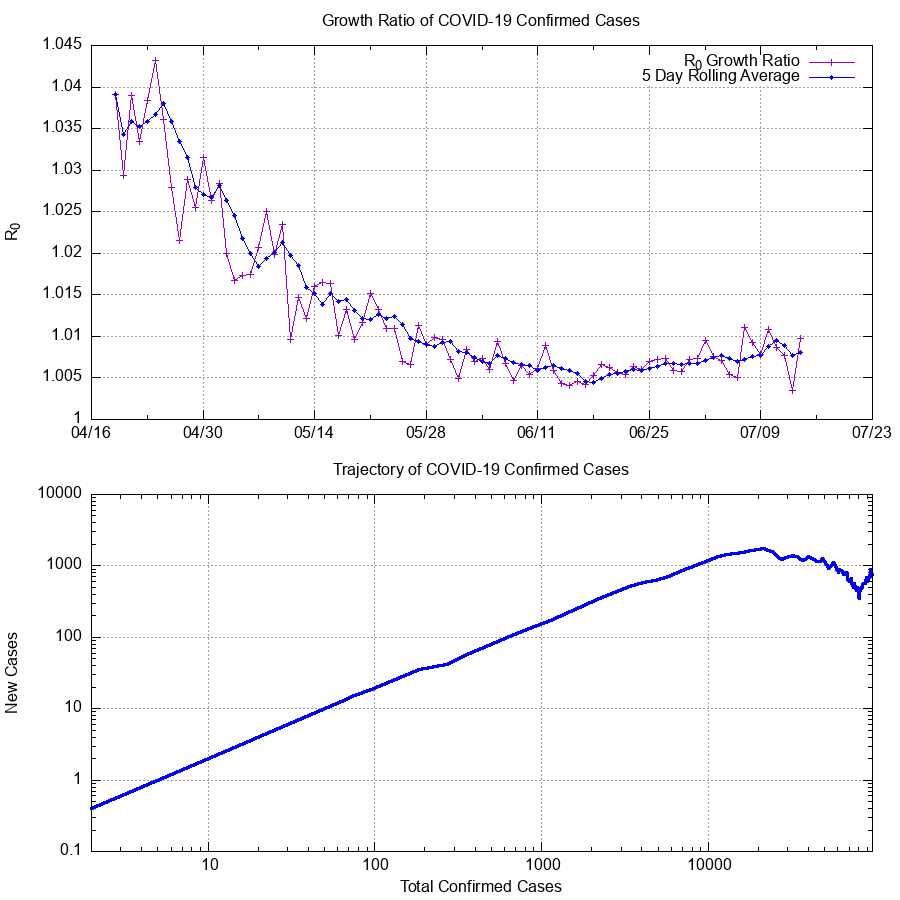 Growth Ratio of COVID-19 Confirmed Cases
R0 Growth Ratio
5 Day Rolling Average
1.045
1.04
1.035
1.03
1.025
1.02
1.015
1.01
1.005
1
R0
04/16 04/30 05/14 05/28 06/11 06/25 07/09 07/23
Trajectory of COVID-19 Confirmed Cases
10000
1000
100
10
1
0.1
New Cases
10 100 1000 10000
Total Confirmed Cases